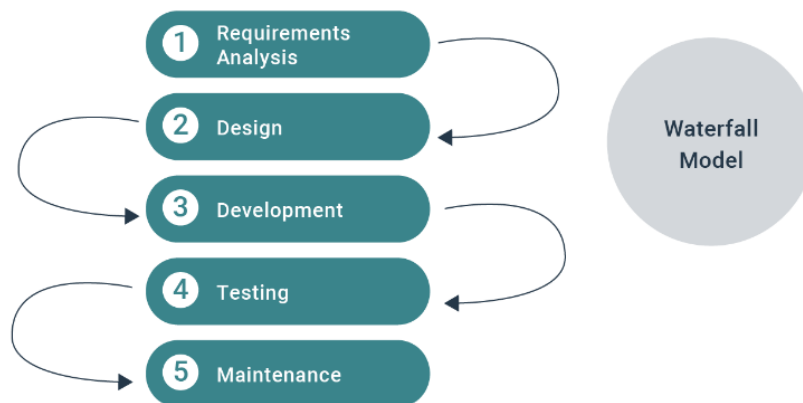 1
Requirements
Analysis
2
Design
3
Development
4
Testing
5
Maintenance
Waterfall
Model